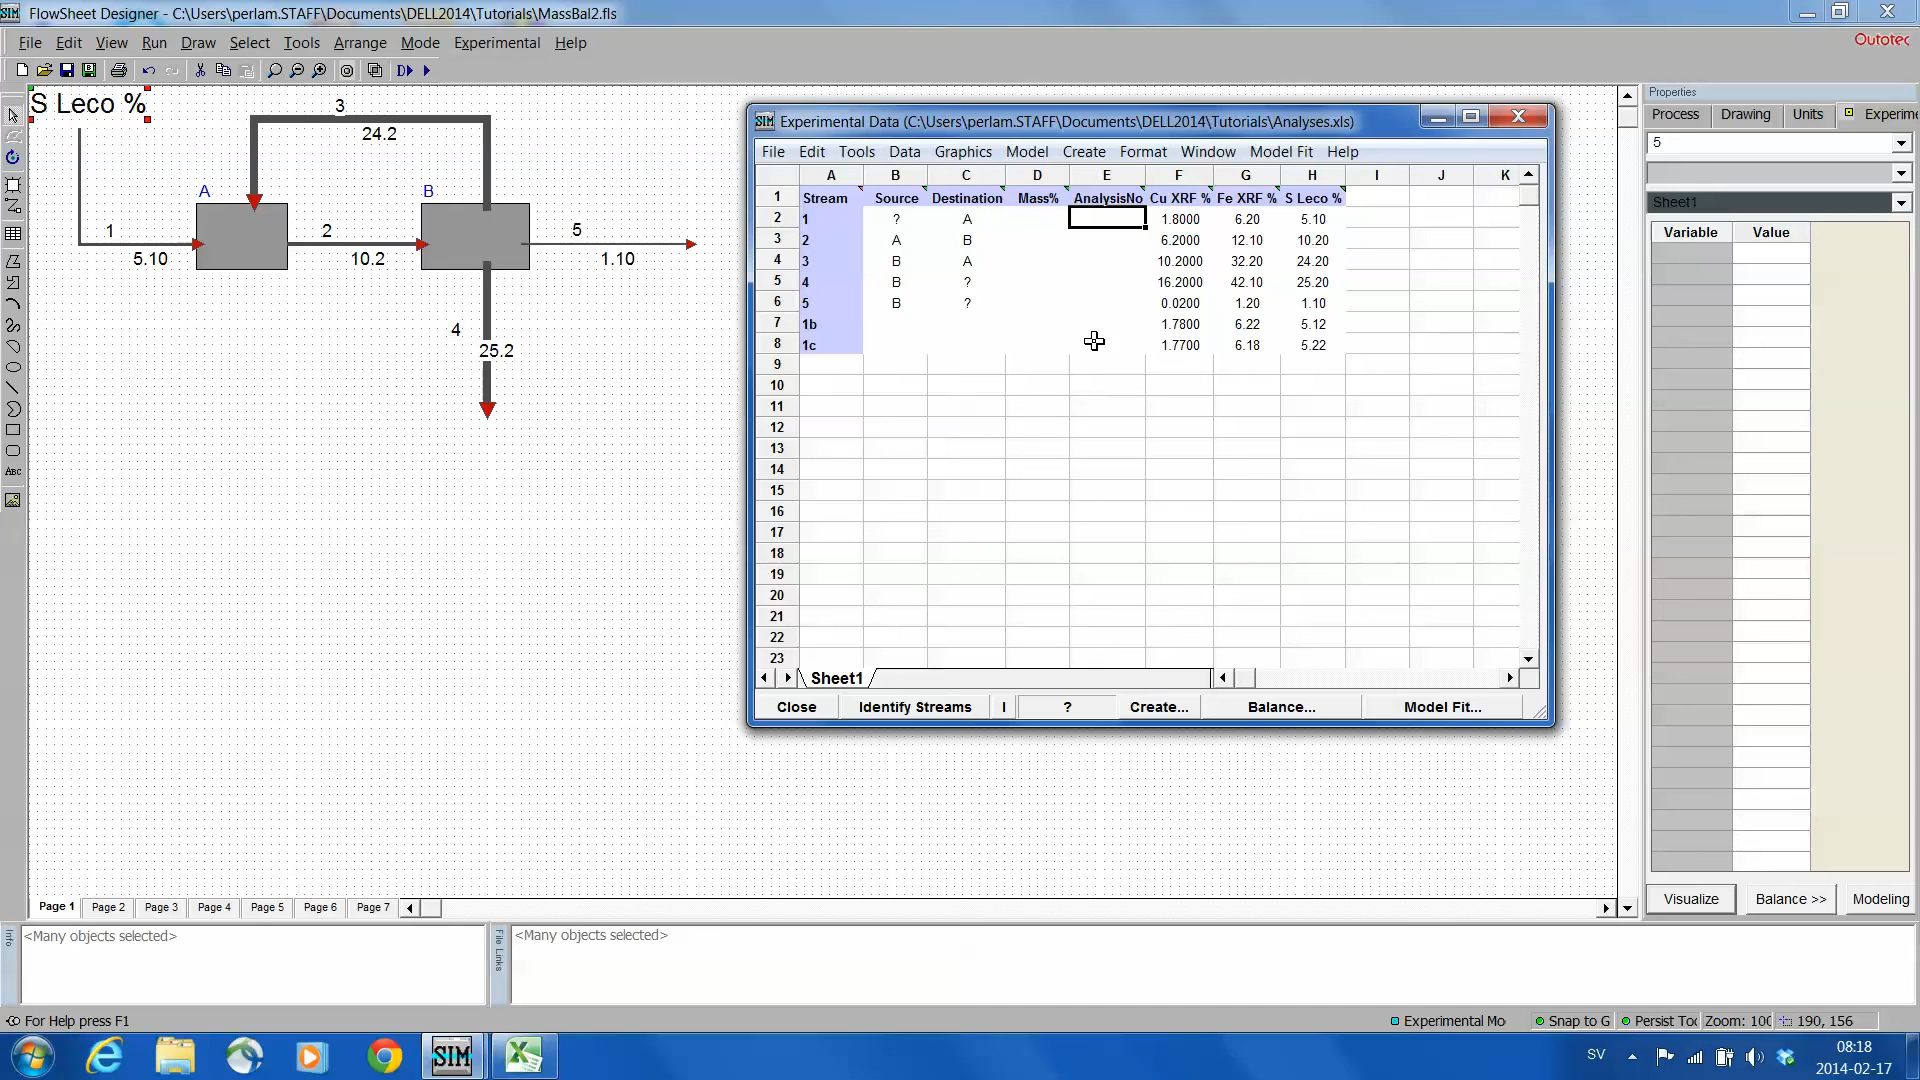 FlowSheet Designer - C:\Users\perlam.STAFF\Documents\DELL2014\Tutorials\MassBal2.fls
File Edit View Run Draw Select Tools Arrange Mode Experimental Help
Outotec
S Leco %
3
24.2
A
B
1
2
5
5.10
10.2
1.10
4
25.2
Abc
Experimental Data (C:\Users\perlam.STAFF\Documents\DELL2014\Tutorials\Analyses.xls)
File Edit Tools Data Graphics Model Create Format Window Model Fit Help
A B C D E F G H I J K
1 Stream Source Destination Mass% AnalysisNo Cu XRF % Fe XRF % S Leco %
2 1 ? A 1.8000 6.20 5.10
3 2 A B 6.2000 12.10 10.20
4 3 B A 10.2000 32.20 24.20
5 4 B ? 16.2000 42.10 25.20
6 5 B ? 0.0200 1.20 1.10
7 1b 1.7800 6.22 5.12
8 1c 1.7700 6.18 5.22
9
10
11
12
13
14
15
16
17
18
19
20
21
22
23
Sheet1
Close Identify Streams I ? Create... Balance... Model Fit...
Properties
Process Drawing Units Experime
5
Sheet1
Variable Value
Visualize Balance >> Modeling
Page 1 Page 2 Page 3 Page 4 Page 5 Page 6 Page 7
Info
<Many objects selected>
File Links
<Many objects selected>
For Help press F1
Experimental Mo Snap to G Persist Too Zoom: 100 190, 156
SIM
SV
08:18
2014-02-17